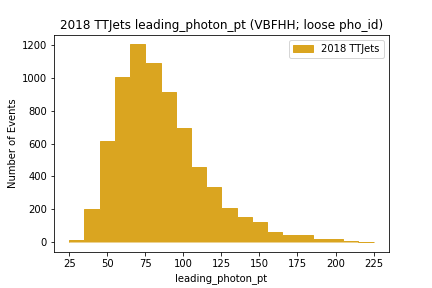 2018 TTJets leading_photon_pt (VBFHH; loose pho_id)
2018 TTJets
Number of Events
1200
1000
800
600
400
200
0
25 50 75 100 125 150 175 200 225
leading_photon_pt